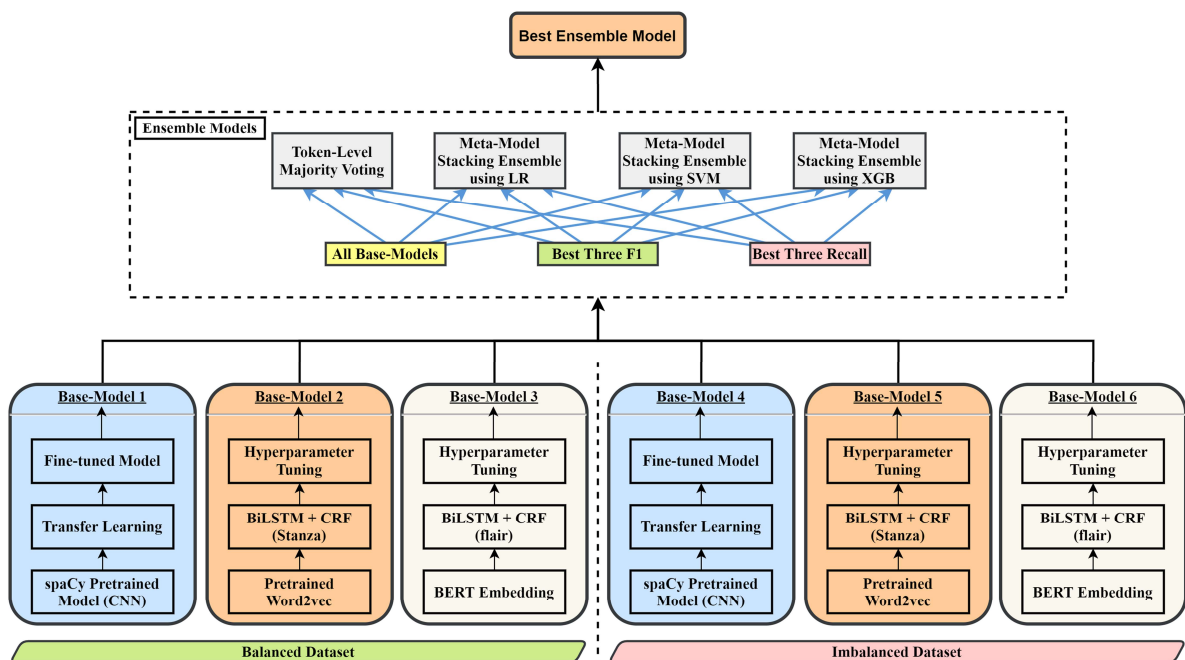 Best Ensemble Model
Ensemble Models
Token-Level
Majority Voting
Meta-Model
Stacking Ensemble
using LR
Meta-Model
Stacking Ensemble
using SVM
Meta-Model
Stacking Ensemble
using XGB
All Base-Models
Best Three F1
Best Three Recall
Base-Model 1
Fine-tuned Model
Transfer Learning
spaCy Pretrained
Model (CNN)
Base-Model 2
Hyperparameter
Tuning
BiLSTM + CRF
(Stanza)
Pretrained
Word2vec
Base-Model 3
Hyperparameter
Tuning
BiLSTM + CRF
(flair)
BERT Embedding
Base-Model 4
Fine-tuned Model
Transfer Learning
spaCy Pretrained
Model (CNN)
Base-Model 5
Hyperparameter
Tuning
BiLSTM + CRF
(Stanza)
Pretrained
Word2vec
Base-Model 6
Hyperparameter
Tuning
BiLSTM + CRF
(flair)
BERT Embedding
Balanced Dataset
Imbalanced Dataset